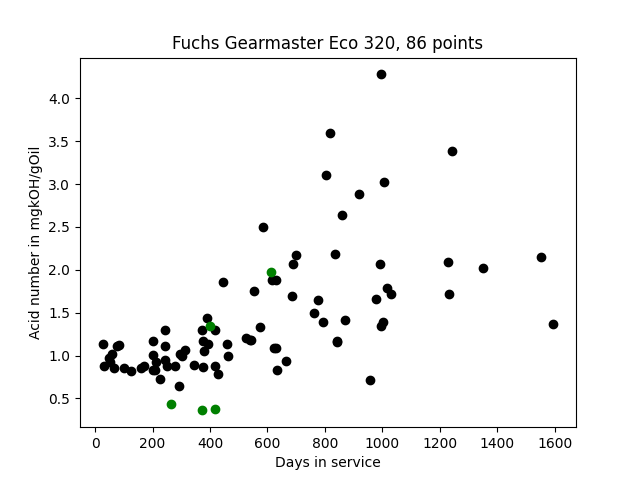 Fuchs Gearmaster Eco 320, 86 points
Acid number in mgkOH/gOil
4.0
3.5
3.0
2.5
2.0
1.5
1.0
0.5
0 200 400 600 800 1000 1200 1400 1600
Days in service